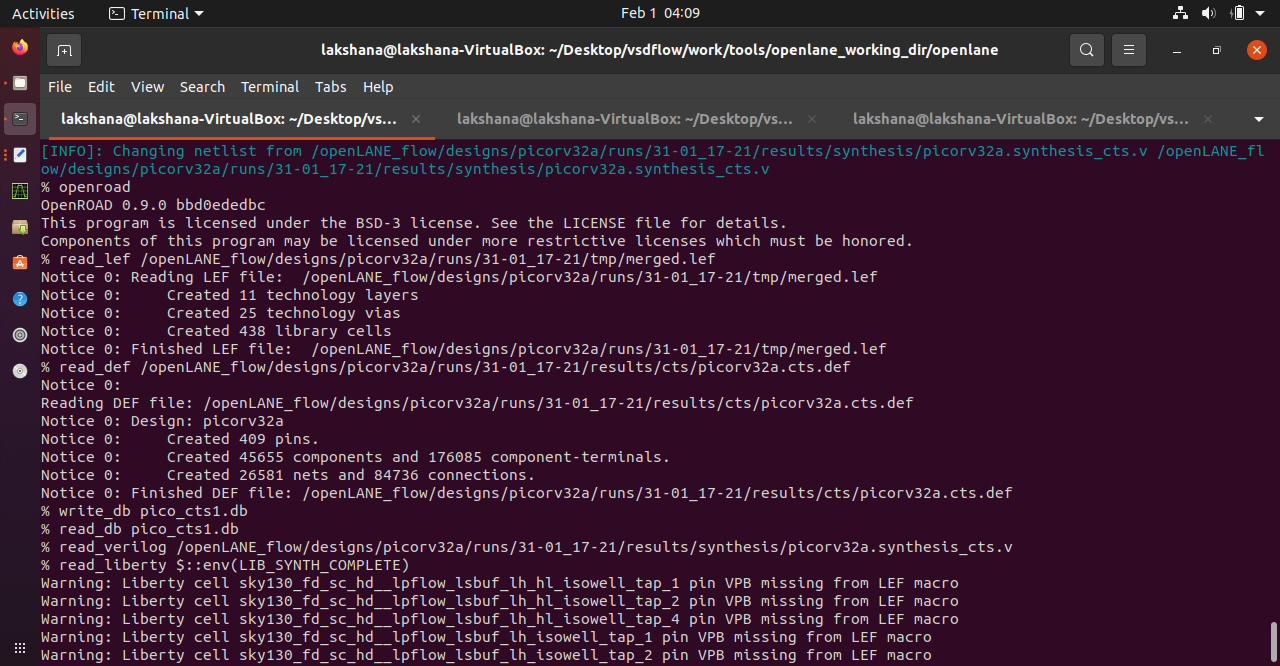 Activities
Terminal
Feb 1 04:09
lakshana@lakshana-VirtualBox: ~/Desktop/vsdflow/work/tools/openlane_working_dir/openlane
File Edit View Search Terminal Tabs Help
lakshana@lakshana-VirtualBox: ~/Desktop/vs...
lakshana@lakshana-VirtualBox: ~/Desktop/vs...
lakshana@lakshana-VirtualBox: ~/Desktop/vs...
[INFO]: Changing netlist from /openLANE_flow/designs/picorv32a/runs/31-01_17-21/results/synthesis/picorv32a.synthesis_cts.v /openLANE_fl
ow/designs/picorv32a/runs/31-01_17-21/results/synthesis/picorv32a.synthesis_cts.v
% openroad
OpenROAD 0.9.0 bbd0ededbc
This program is licensed under the BSD-3 license. See the LICENSE file for details.
Components of this program may be licensed under more restrictive licenses which must be honored.
% read_lef /openLANE_flow/designs/picorv32a/runs/31-01_17-21/tmp/merged.lef
Notice 0: Reading LEF file:  /openLANE_flow/designs/picorv32a/runs/31-01_17-21/tmp/merged.lef
Notice 0:     Created 11 technology layers
Notice 0:     Created 25 technology vias
Notice 0:     Created 438 library cells
Notice 0: Finished LEF file:  /openLANE_flow/designs/picorv32a/runs/31-01_17-21/tmp/merged.lef
% read_def /openLANE_flow/designs/picorv32a/runs/31-01_17-21/results/cts/picorv32a.cts.def
Notice 0:
Reading DEF file: /openLANE_flow/designs/picorv32a/runs/31-01_17-21/results/cts/picorv32a.cts.def
Notice 0: Design: picorv32a
Notice 0:     Created 409 pins.
Notice 0:     Created 45655 components and 176085 component-terminals.
Notice 0:     Created 26581 nets and 84736 connections.
Notice 0: Finished DEF file: /openLANE_flow/designs/picorv32a/runs/31-01_17-21/results/cts/picorv32a.cts.def
% write_db pico_cts1.db
% read_db pico_cts1.db
% read_verilog /openLANE_flow/designs/picorv32a/runs/31-01_17-21/results/synthesis/picorv32a.synthesis_cts.v
% read_liberty $::env(LIB_SYNTH_COMPLETE)
Warning: Liberty cell sky130_fd_sc_hd__lpflow_lsbuf_lh_hl_isowell_tap_1 pin VPB missing from LEF macro
Warning: Liberty cell sky130_fd_sc_hd__lpflow_lsbuf_lh_hl_isowell_tap_2 pin VPB missing from LEF macro
Warning: Liberty cell sky130_fd_sc_hd__lpflow_lsbuf_lh_hl_isowell_tap_4 pin VPB missing from LEF macro
Warning: Liberty cell sky130_fd_sc_hd__lpflow_lsbuf_lh_isowell_tap_1 pin VPB missing from LEF macro
Warning: Liberty cell sky130_fd_sc_hd__lpflow_lsbuf_lh_isowell_tap_2 pin VPB missing from LEF macro